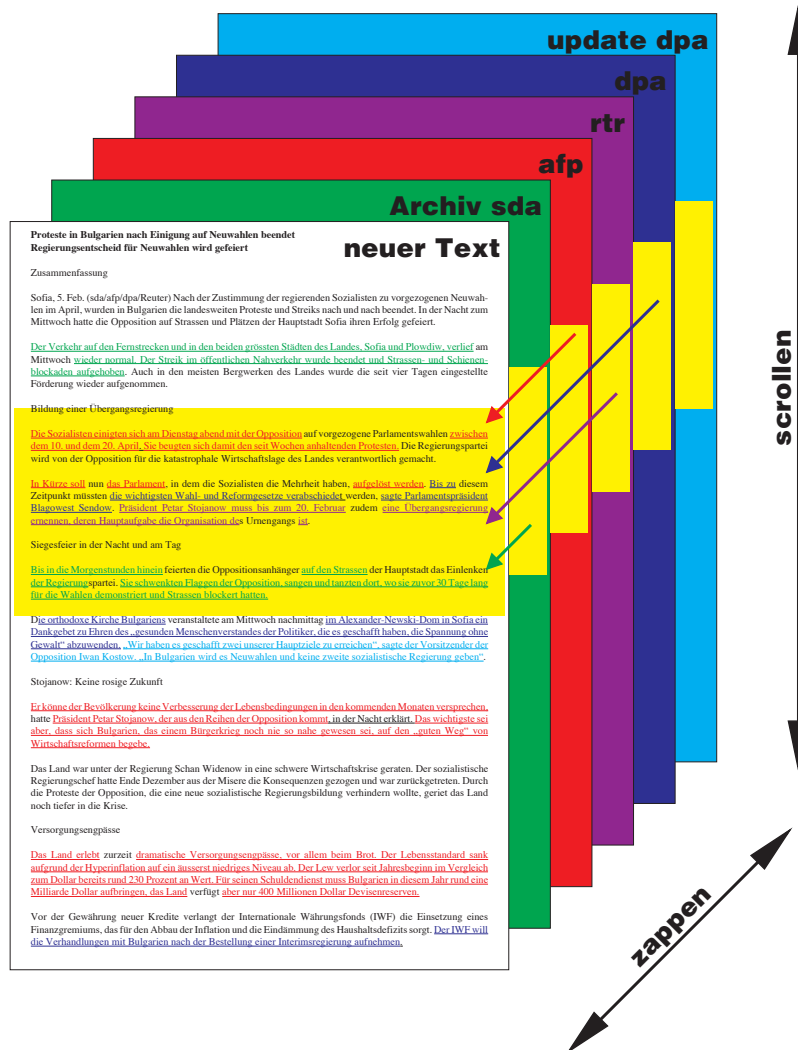 update dpa
dpa
rtr
afp
Archiv sda
neuer Text
Proteste in Bulgarien nach Einigung auf Neuwahlen beendet
Regierungsentscheid für Neuwahlen wird gefeiert
Zusammenfassung
Sofia, 5. Feb. (sda/afp/dpa/Reuter) Nach der Zustimmung der regierenden Sozialisten zu vorgezogenen Neuwah-
len im April, wurden in Bulgarien die landesweiten Proteste und Streiks nach und nach beendet. In der Nacht zum
Mittwoch hatte die Opposition auf Strassen und Plätzen der Hauptstadt Sofia ihren Erfolg gefeiert.
Der Verkehr auf den Fernstrecken und in den beiden grössten Städten des Landes, Sofia und Plowdiw, verlief am
Mittwoch wieder normal. Der Streik im öffentlichen Nahverkehr wurde beendet und Strassen- und Schienen-
blockaden aufgehoben. Auch in den meisten Bergwerken des Landes wurde die seit vier Tagen eingestellte
Förderung wieder aufgenommen.
Bildung einer Übergangsregierung
Die Sozialisten einigten sich am Dienstag abend mit der Opposition auf vorgezogene Parlamentswahlen zwischen
dem 10. und dem 20. April. Sie beugten sich damit den seit Wochen anhaltenden Protesten. Die Regierungspartei
wird von der Opposition für die katastrophale Wirtschaftslage des Landes verantwortlich gemacht.
In Kürze soll nun das Parlament, in dem die Sozialisten die Mehrheit haben, aufgelöst werden. Bis zu diesem
Zeitpunkt müssten die wichtigsten Wahl- und Reformgesetze verabschiedet werden, sagte Parlamentspräsident
Blagowest Sendow. Präsident Petar Stojanow muss bis zum 20. Februar zudem eine Übergangsregierung
ernennen, deren Hauptaufgabe die Organisation des Urnengangs ist.
Siegesfeier in der Nacht und am Tag
Bis in die Morgenstunden hinein feierten die Oppositionsanhänger auf den Strassen der Hauptstadt das Einlenken
der Regierungspartei. Sie schwenkten Flaggen der Opposition, sangen und tanzten dort, wo sie zuvor 30 Tage lang
für die Wahlen demonstriert und Strassen blockert hatten.
Die orthodoxe Kirche Bulgariens veranstaltete am Mittwoch nachmittag im Alexander-Newski-Dom in Sofia ein
Dankgebet zu Ehren des „gesunden Menschenverstandes der Politiker, die es geschafft haben, die Spannung ohne
Gewalt“ abzuwenden. „Wir haben es geschafft zwei unserer Hauptziele zu erreichen“, sagte der Vorsitzender der
Opposition Iwan Kostow. „In Bulgarien wird es Neuwahlen und keine zweite sozialistische Regierung geben“.
Stojanow: Keine rosige Zukunft
Er könne der Bevölkerung keine Verbesserung der Lebensbedingungen in den kommenden Monaten versprechen,
hatte Präsident Petar Stojanow, der aus den Reihen der Opposition kommt, in der Nacht erklärt. Das wichtigste sei
aber, dass sich Bulgarien, das einem Bürgerkrieg noch nie so nahe gewesen sei, auf den „guten Weg“ von
Wirtschaftsreformen begebe.
Das Land war unter der Regierung Schan Widenow in eine schwere Wirtschaftskrise geraten. Der sozialistische
Regierungschef hatte Ende Dezember aus der Misere die Konsequenzen gezogen und war zurückgetreten. Durch
die Proteste der Opposition, die eine neue sozialistische Regierungsbildung verhindern wollte, geriet das Land
noch tiefer in die Krise.
Versorgungsengpässe
Das Land erlebt zurzeit dramatische Versorgungsengpässe, vor allem beim Brot. Der Lebensstandard sank
aufgrund der Hyperinflation auf ein äusserst niedriges Niveau ab. Der Lew verlor seit Jahresbeginn im Vergleich
zum Dollar bereits rund 230 Prozent an Wert. Für seinen Schuldendienst muss Bulgarien in diesem Jahr rund eine
Milliarde Dollar aufbringen, das Land verfügt aber nur 400 Millionen Dollar Devisenreserven.
Vor der Gewährung neuer Kredite verlangt der Internationale Währungsfonds (IWF) die Einsetzung eines
Finanzgremiums, das für den Abbau der Inflation und die Eindämmung des Haushaltsdefizits sorgt. Der IWF will
die Verhandlungen mit Bulgarien nach der Bestellung einer Interimsregierung aufnehmen.
scrollen
zappen